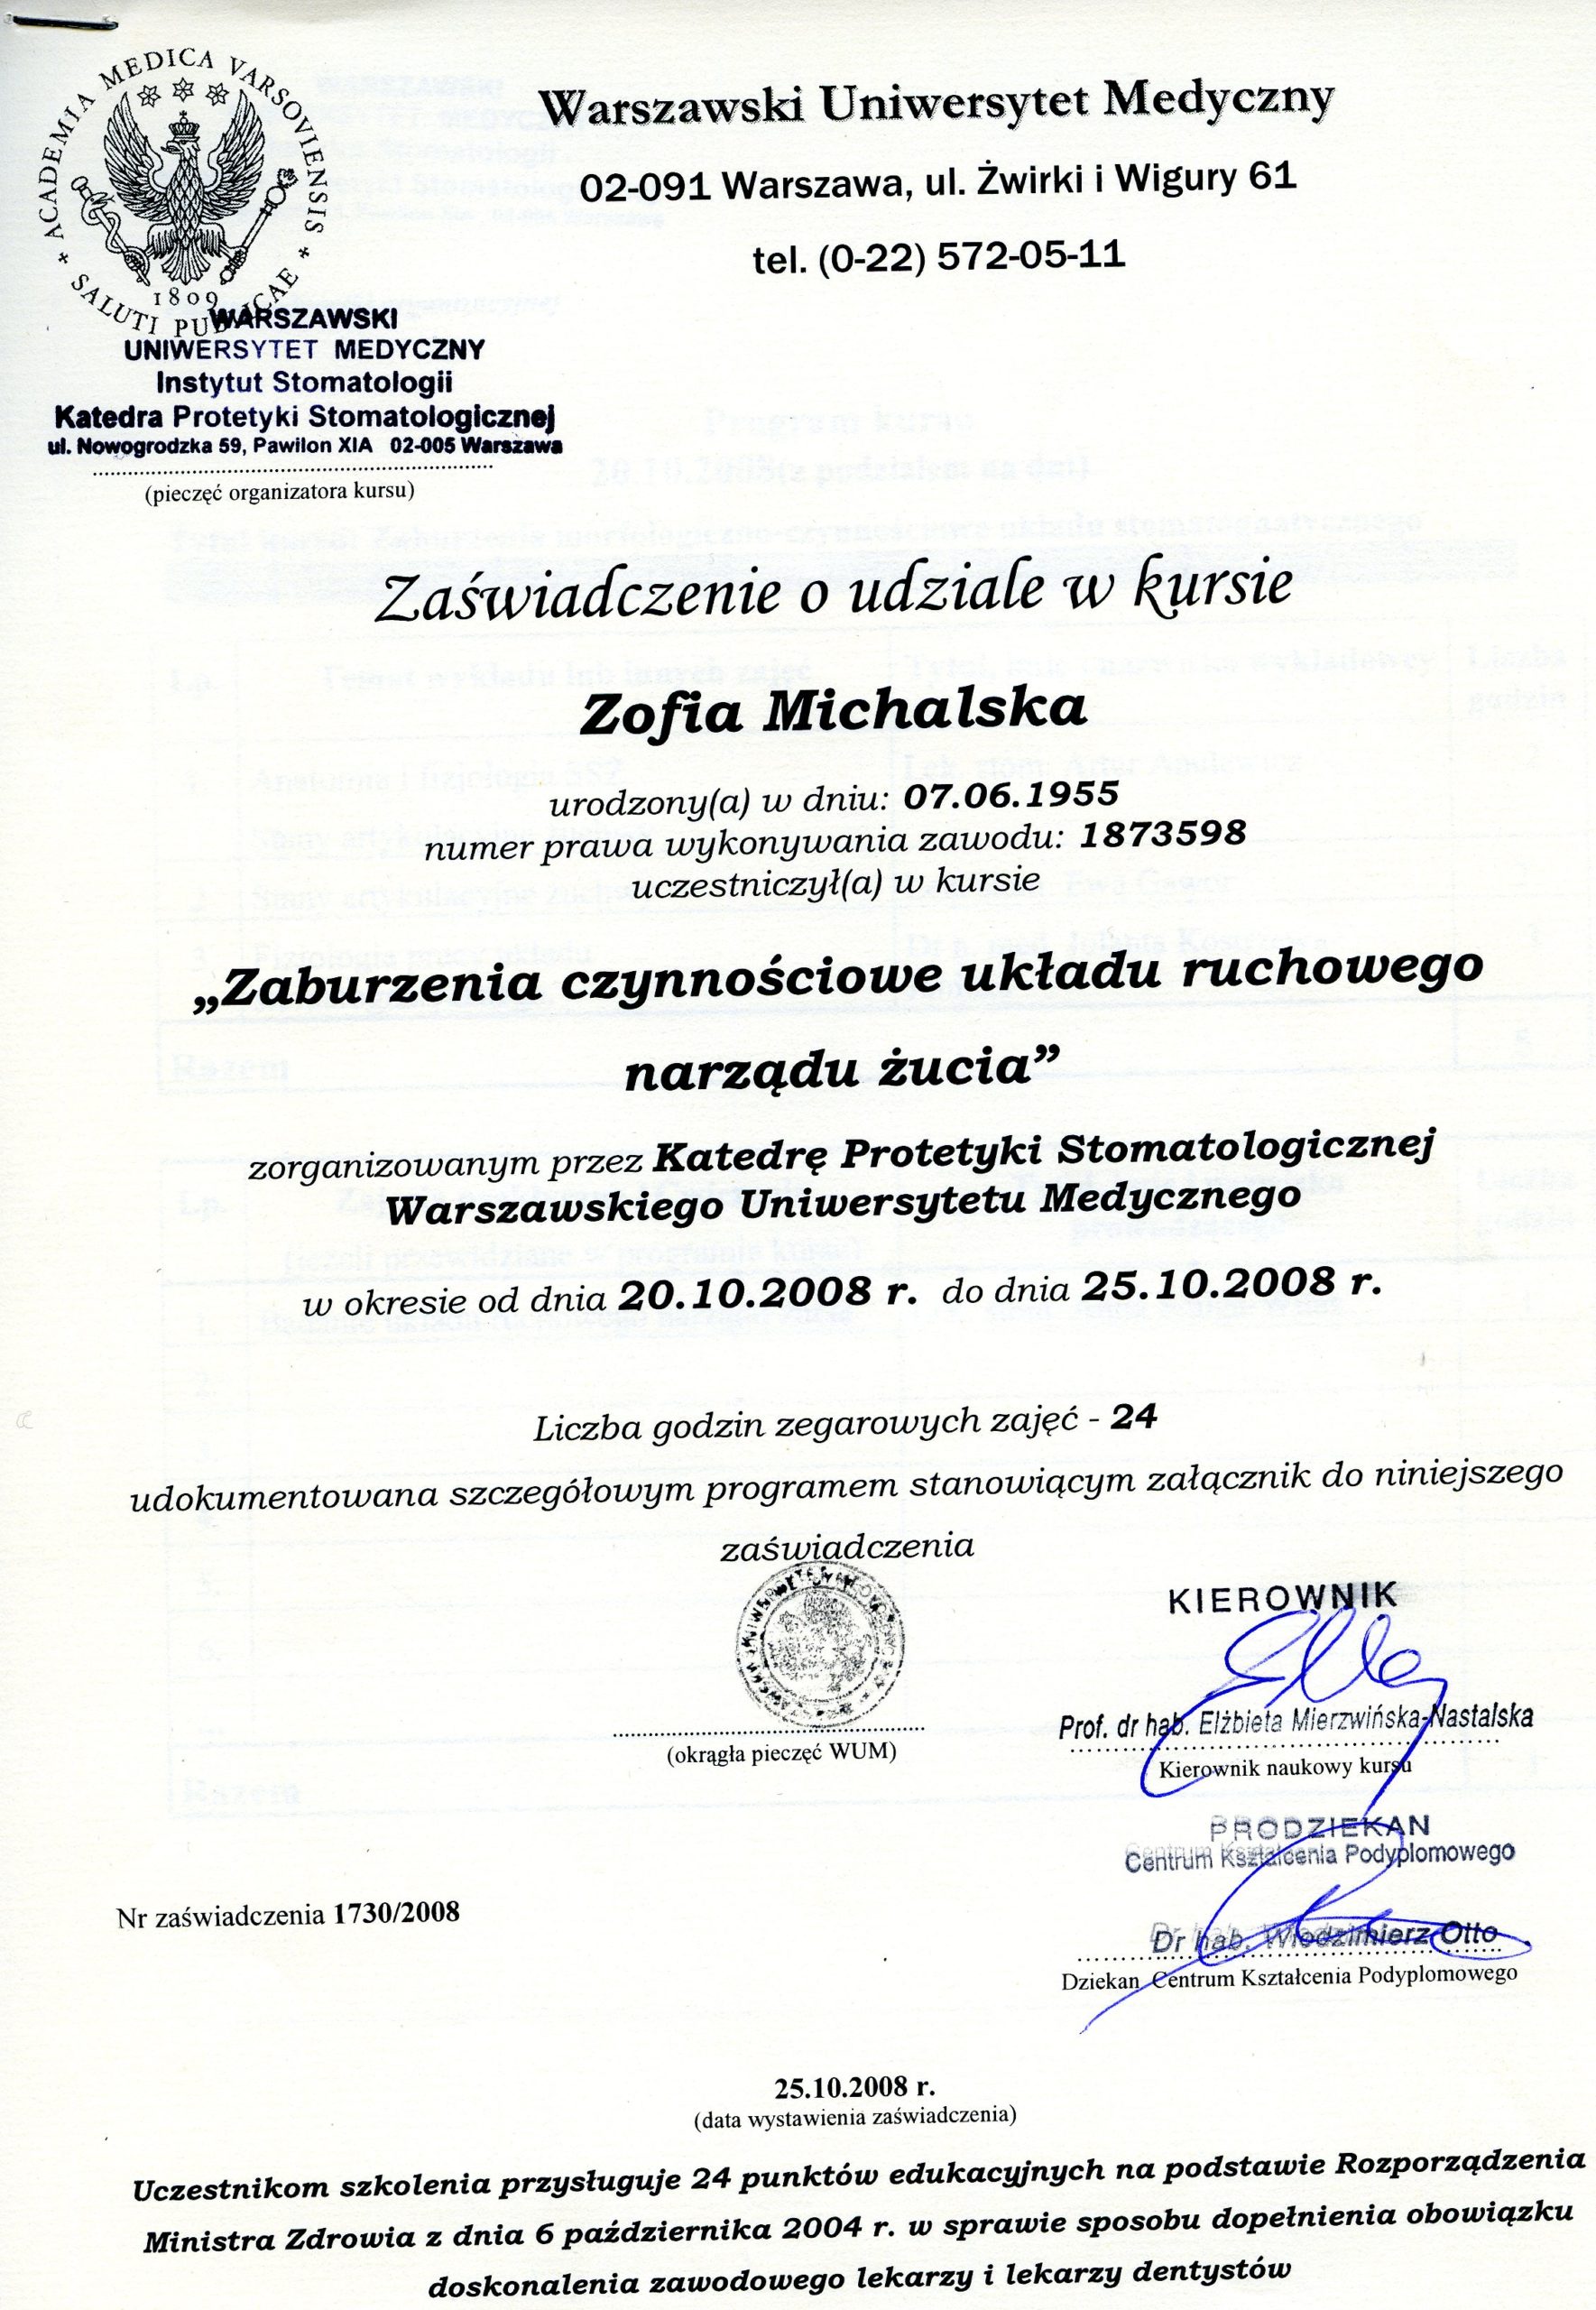 ACADEMIA MEDICA VARSOVIENSIS
SALUTI PUBLICAE
1809
Warszawski Uniwersytet Medyczny
02-091 Warszawa, ul. Żwirki i Wigury 61
tel. (0-22) 572-05-11
WARSZAWSKI
UNIWERSYTET MEDYCZNY
Instytut Stomatologii
Katedra Protetyki Stomatologicznej
ul. Nowogrodzka 59, Pawilon XIA 02-005 Warszawa
(pieczęć organizatora kursu)
Zaświadczenie o udziale w kursie
Zofia Michalska
urodzony(a) w dniu: 07.06.1955
numer prawa wykonywania zawodu: 1873598
uczestniczył(a) w kursie
„Zaburzenia czynnościowe układu ruchowego
narządu żucia”
zorganizowanym przez Katedrę Protetyki Stomatologicznej
Warszawskiego Uniwersytetu Medycznego
w okresie od dnia 20.10.2008 r. do dnia 25.10.2008 r.
Liczba godzin zegarowych zajęć - 24
udokumentowana szczegółowym programem stanowiącym załącznik do niniejszego
zaświadczenia
KIEROWNIK
Prof. dr hab. Elżbieta Mierzwińska-Nastalska
(okrągła pieczęć WUM)
Kierownik naukowy kursu
PRODZIEKAN
Centrum Kształcenia Podyplomowego
Nr zaświadczenia 1730/2008
Dr hab. Włodzimierz Otto
Dziekan Centrum Kształcenia Podyplomowego
25.10.2008 r.
(data wystawienia zaświadczenia)
Uczestnikom szkolenia przysługuje 24 punktów edukacyjnych na podstawie Rozporządzenia
Ministra Zdrowia z dnia 6 października 2004 r. w sprawie sposobu dopełnienia obowiązku
doskonalenia zawodowego lekarzy i lekarzy dentystów